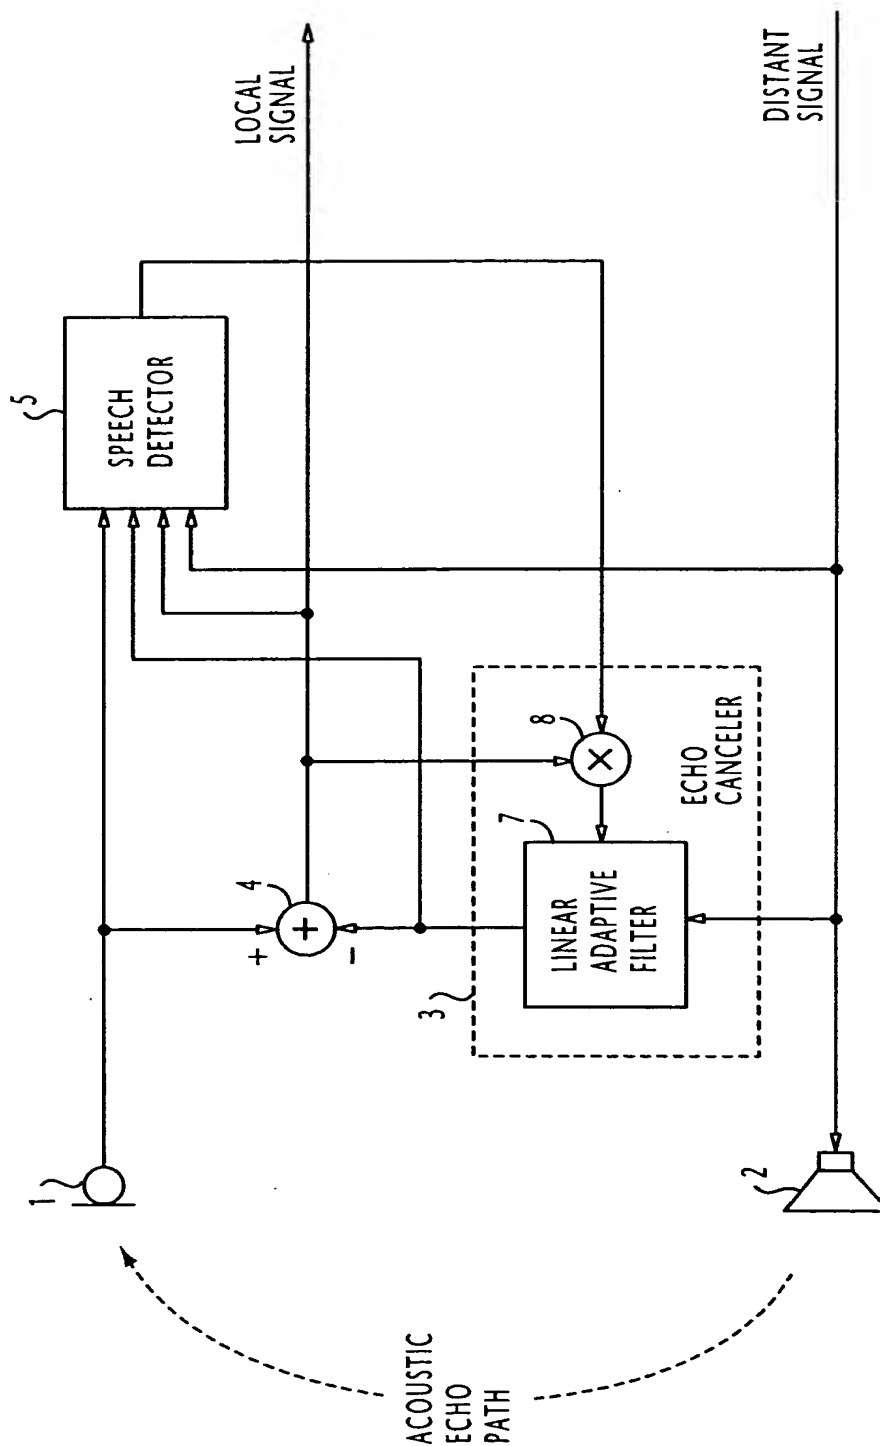 5
SPEECH
DETECTOR
LOCAL
SIGNAL
1
4
+
+
-
3
7
LINEAR
ADAPTIVE
FILTER
8
X
ECHO
CANCELER
DISTANT
SIGNAL
2
ACOUSTIC
ECHO
PATH